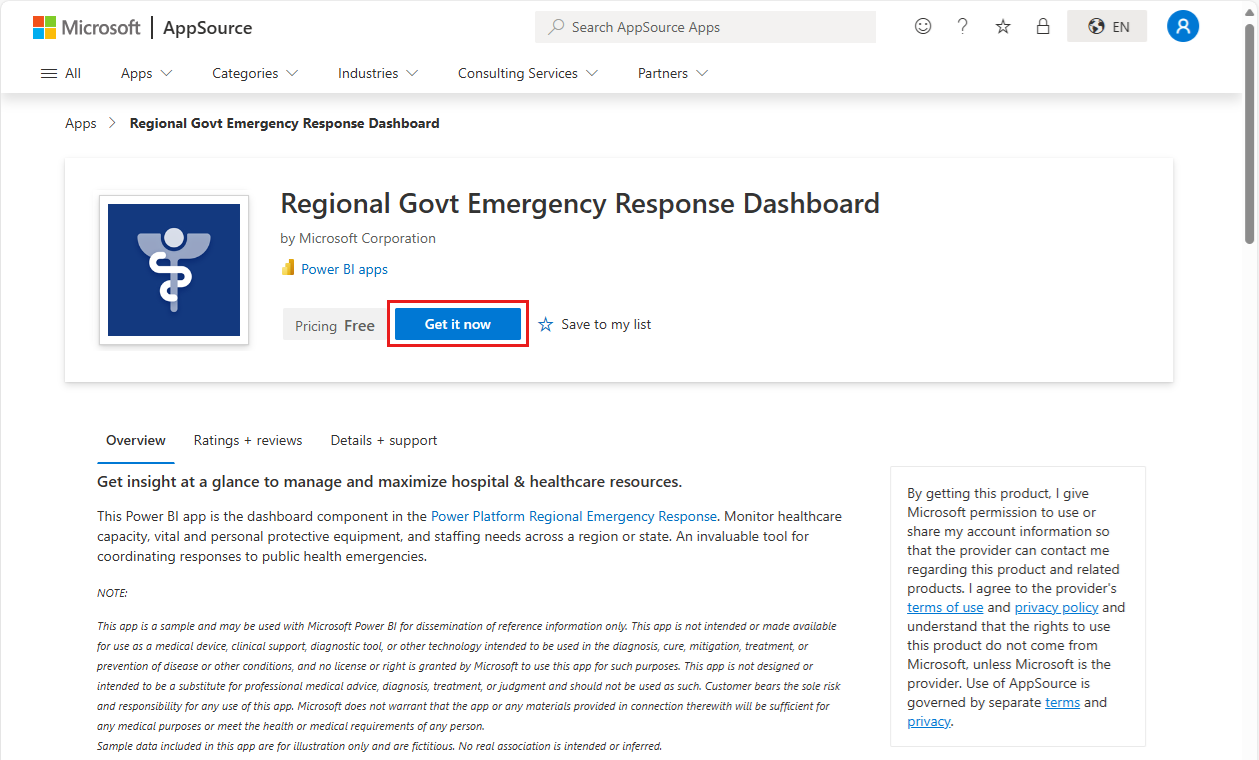 Microsoft | AppSource
Search AppSource Apps
?
EN
All
Apps
Categories
Industries
Consulting Services
Partners
Apps > Regional Govt Emergency Response Dashboard
Regional Govt Emergency Response Dashboard
by Microsoft Corporation
Power BI apps
Pricing Free
Get it now
Save to my list
Overview
Ratings + reviews
Details + support
Get insight at a glance to manage and maximize hospital & healthcare resources.
This Power BI app is the dashboard component in the Power Platform Regional Emergency Response. Monitor healthcare
capacity, vital and personal protective equipment, and staffing needs across a region or state. An invaluable tool for
coordinating responses to public health emergencies.
NOTE:
This app is a sample and may be used with Microsoft Power BI for dissemination of reference information only. This app is not intended or made available
for use as a medical device, clinical support, diagnostic tool, or other technology intended to be used in the diagnosis, cure, mitigation, treatment, or
prevention of disease or other conditions, and no license or right is granted by Microsoft to use this app for such purposes. This app is not designed or
intended to be a substitute for professional medical advice, diagnosis, treatment, or judgment and should not be used as such. Customer bears the sole risk
and responsibility for any use of this app. Microsoft does not warrant that the app or any materials provided in connection therewith will be sufficient for
any medical purposes or meet the health or medical requirements of any person.
Sample data included in this app are for illustration only and are fictitious. No real association is intended or inferred.
By getting this product, I give
Microsoft permission to use or
share my account information so
that the provider can contact me
regarding this product and related
products. I agree to the provider's
terms of use and privacy policy and
understand that the rights to use
this product do not come from
Microsoft, unless Microsoft is the
provider. Use of AppSource is
governed by separate terms and
privacy.